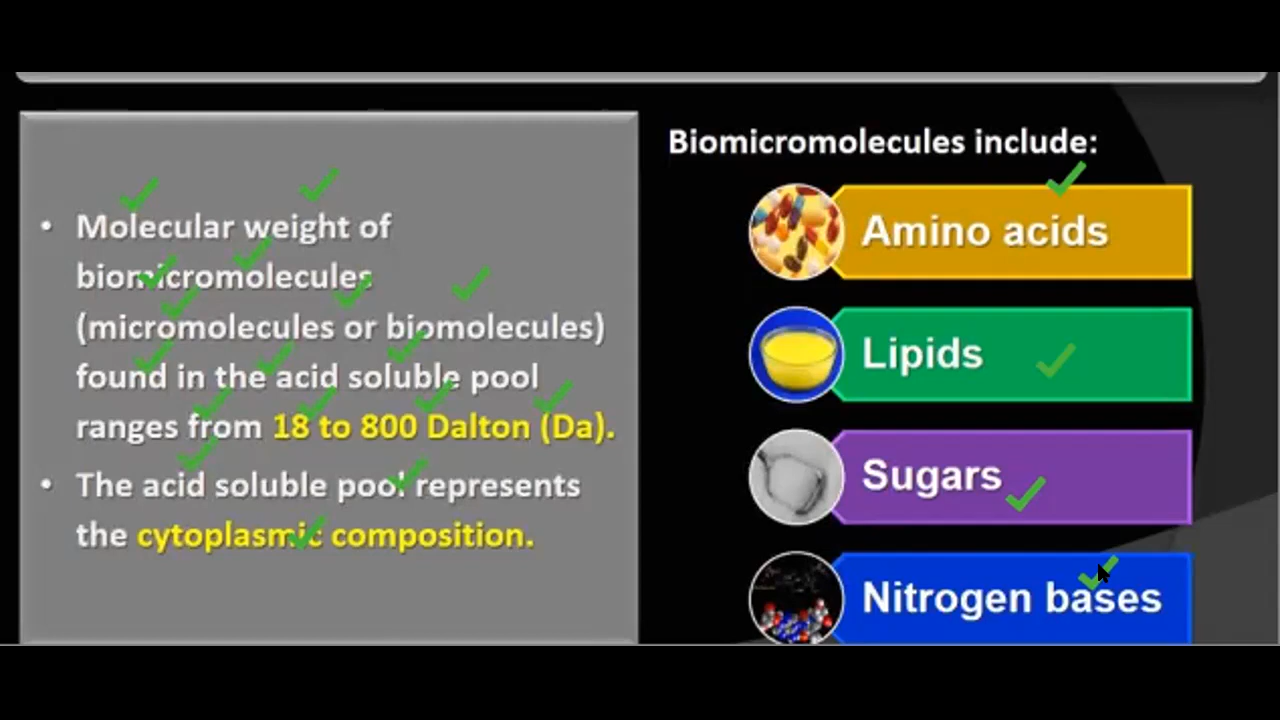 • Molecular weight of
biomicromolecules
(micromolecules or biomolecules)
found in the acid soluble pool
ranges from 18 to 800 Dalton (Da).
• The acid soluble pool represents
the cytoplasmic composition.
Biomicromolecules include:
Amino acids
Lipids
Sugars
Nitrogen bases